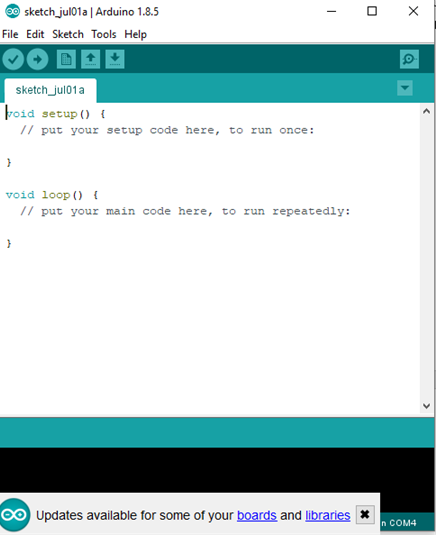 sketch_jul01a | Arduino 1.8.5
File Edit Sketch Tools Help
sketch_jul01a
void setup() {
  // put your setup code here, to run once:
}
void loop() {
  // put your main code here, to run repeatedly:
}
Updates available for some of your boards and libraries
COM4